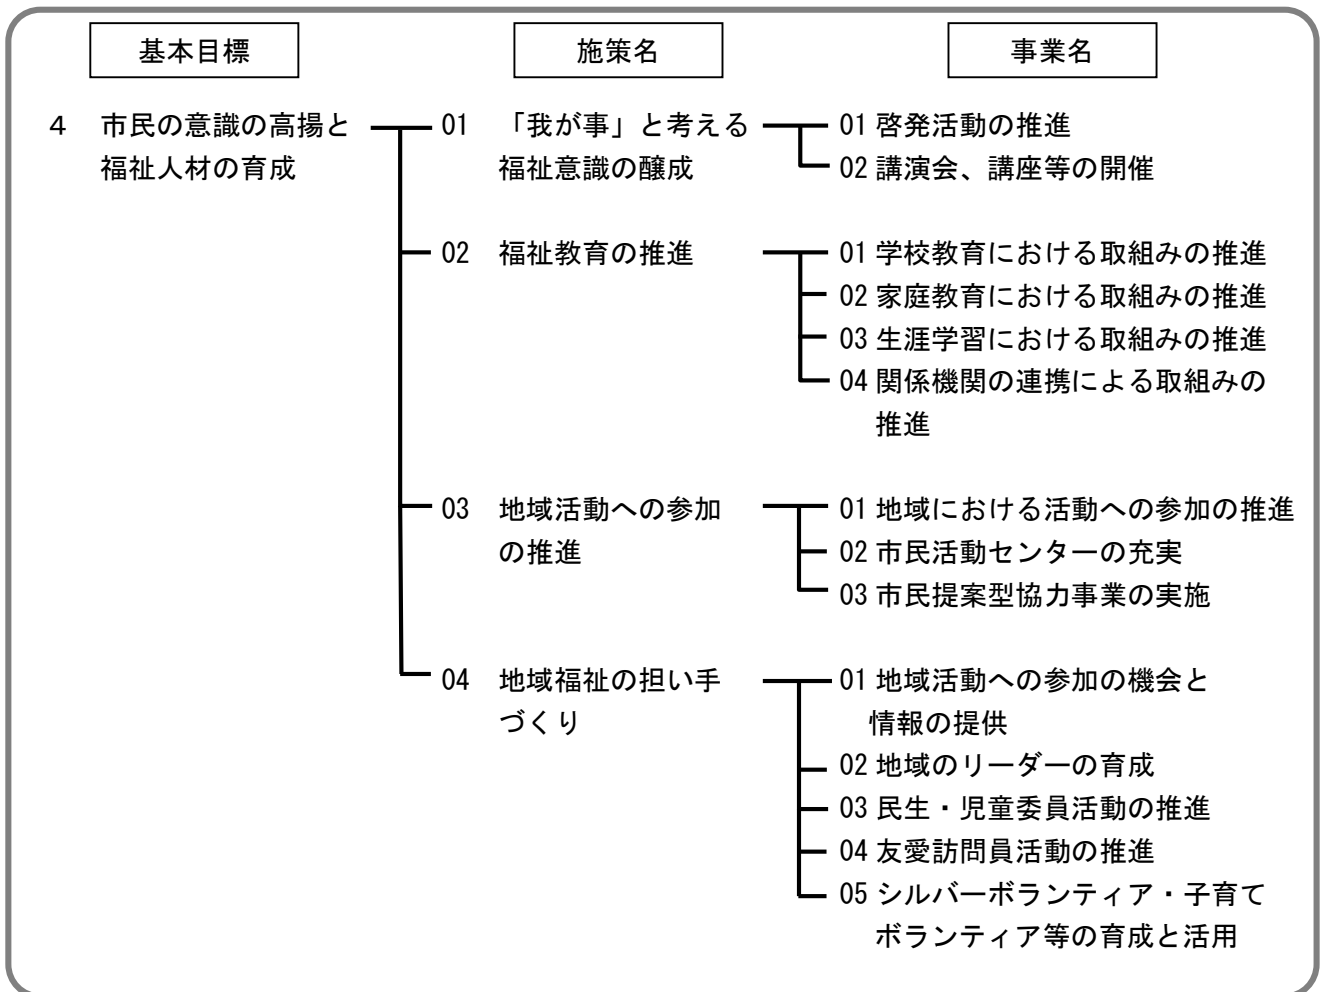 基本目標 施策名 事業名
４ 市民の意識の高揚と 01 「我が事」と考える 01 啓発活動の推進
福祉人材の育成 福祉意識の醸成 02 講演会、講座等の開催
02 福祉教育の推進 01 学校教育における取組みの推進
02 家庭教育における取組みの推進
03 生涯学習における取組みの推進
04 関係機関の連携による取組みの
推進
03 地域活動への参加 01 地域における活動への参加の推進
の推進 02 市民活動センターの充実
03 市民提案型協力事業の実施
04 地域福祉の担い手 01 地域活動への参加の機会と
づくり 情報の提供
02 地域のリーダーの育成
03 民生・児童委員活動の推進
04 友愛訪問員活動の推進
05 シルバーボランティア・子育て
ボランティア等の育成と活用